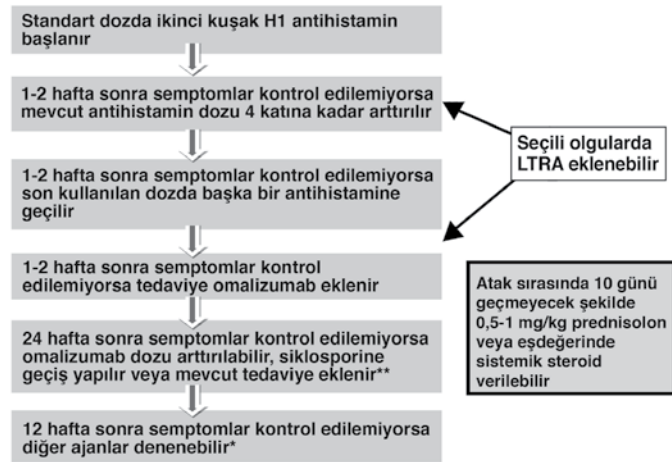 Standart dozda ikinci kuşak H1 antihistamin
başlanır
1-2 hafta sonra semptomlar kontrol edilemiyorsa
mevcut antihistamin dozu 4 katına kadar arttırılır
1-2 hafta sonra semptomlar kontrol edilemiyorsa
son kullanılan dozda başka bir antihistamine
geçilir
1-2 hafta sonra semptomlar kontrol
edilemiyorsa tedaviye omalizumab eklenir
24 hafta sonra semptomlar kontrol edilemiyorsa
omalizumab dozu arttırılabilir, siklosporine
geçiş yapılır veya mevcut tedaviye eklenir**
12 hafta sonra semptomlar kontrol edilemiyorsa
diğer ajanlar denenebilir*
Seçili olgularda
LTRA eklenebilir
Atak sırasında 10 günü
geçmeyecek şekilde
0,5-1 mg/kg prednisolon
veya eşdeğerinde
sistemik steroid
verilebilir